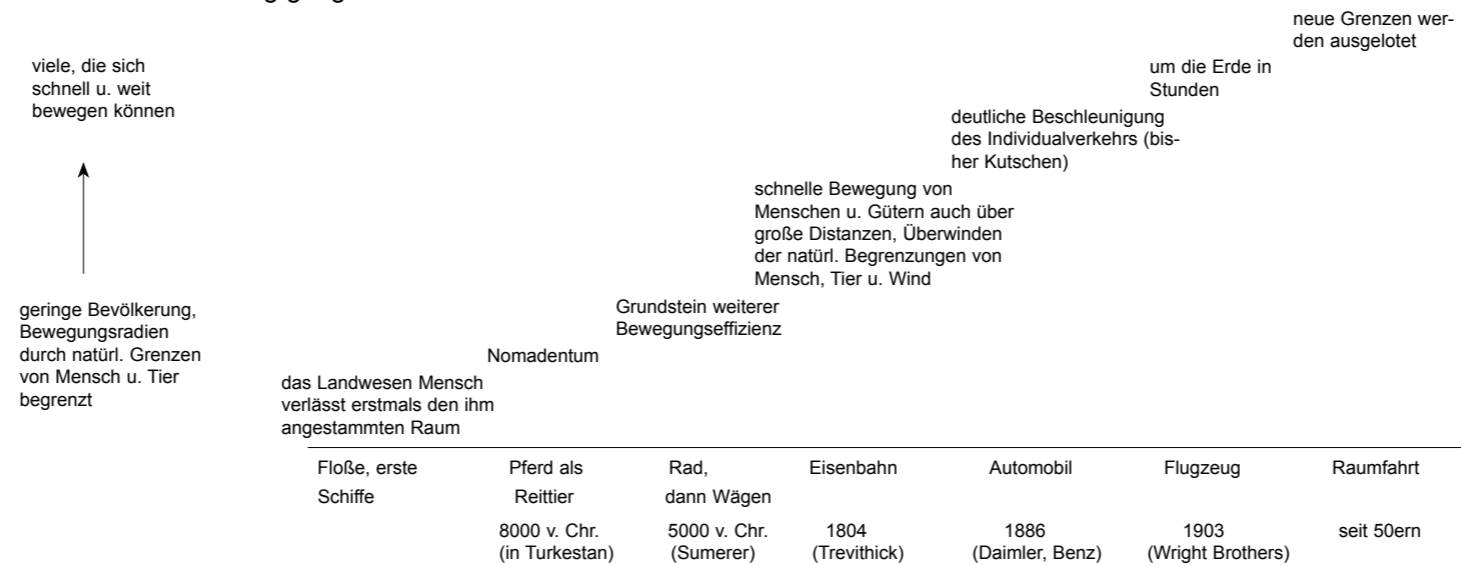 neue Grenzen wer-
den ausgelotet
viele, die sich
schnell u. weit
bewegen können
um die Erde in
Stunden
deutliche Beschleunigung
des Individualverkehrs (bis-
her Kutschen)
schnelle Bewegung von
Menschen u. Gütern auch über
große Distanzen, Überwinden
der natürl. Begrenzungen von
Mensch, Tier u. Wind
geringe Bevölkerung,
Bewegungsradien
durch natürl. Grenzen
von Mensch u. Tier
begrenzt
Grundstein weiterer
Bewegungseffizienz
Nomadentum
das Landwesen Mensch
verlässt erstmals den ihm
angestammten Raum
Floße, erste
Schiffe
Pferd als
Reittier
8000 v. Chr.
(in Turkestan)
Rad,
dann Wägen
5000 v. Chr.
(Sumerer)
Eisenbahn
1804
(Trevithick)
Automobil
1886
(Daimler, Benz)
Flugzeug
1903
(Wright Brothers)
Raumfahrt
seit 50ern